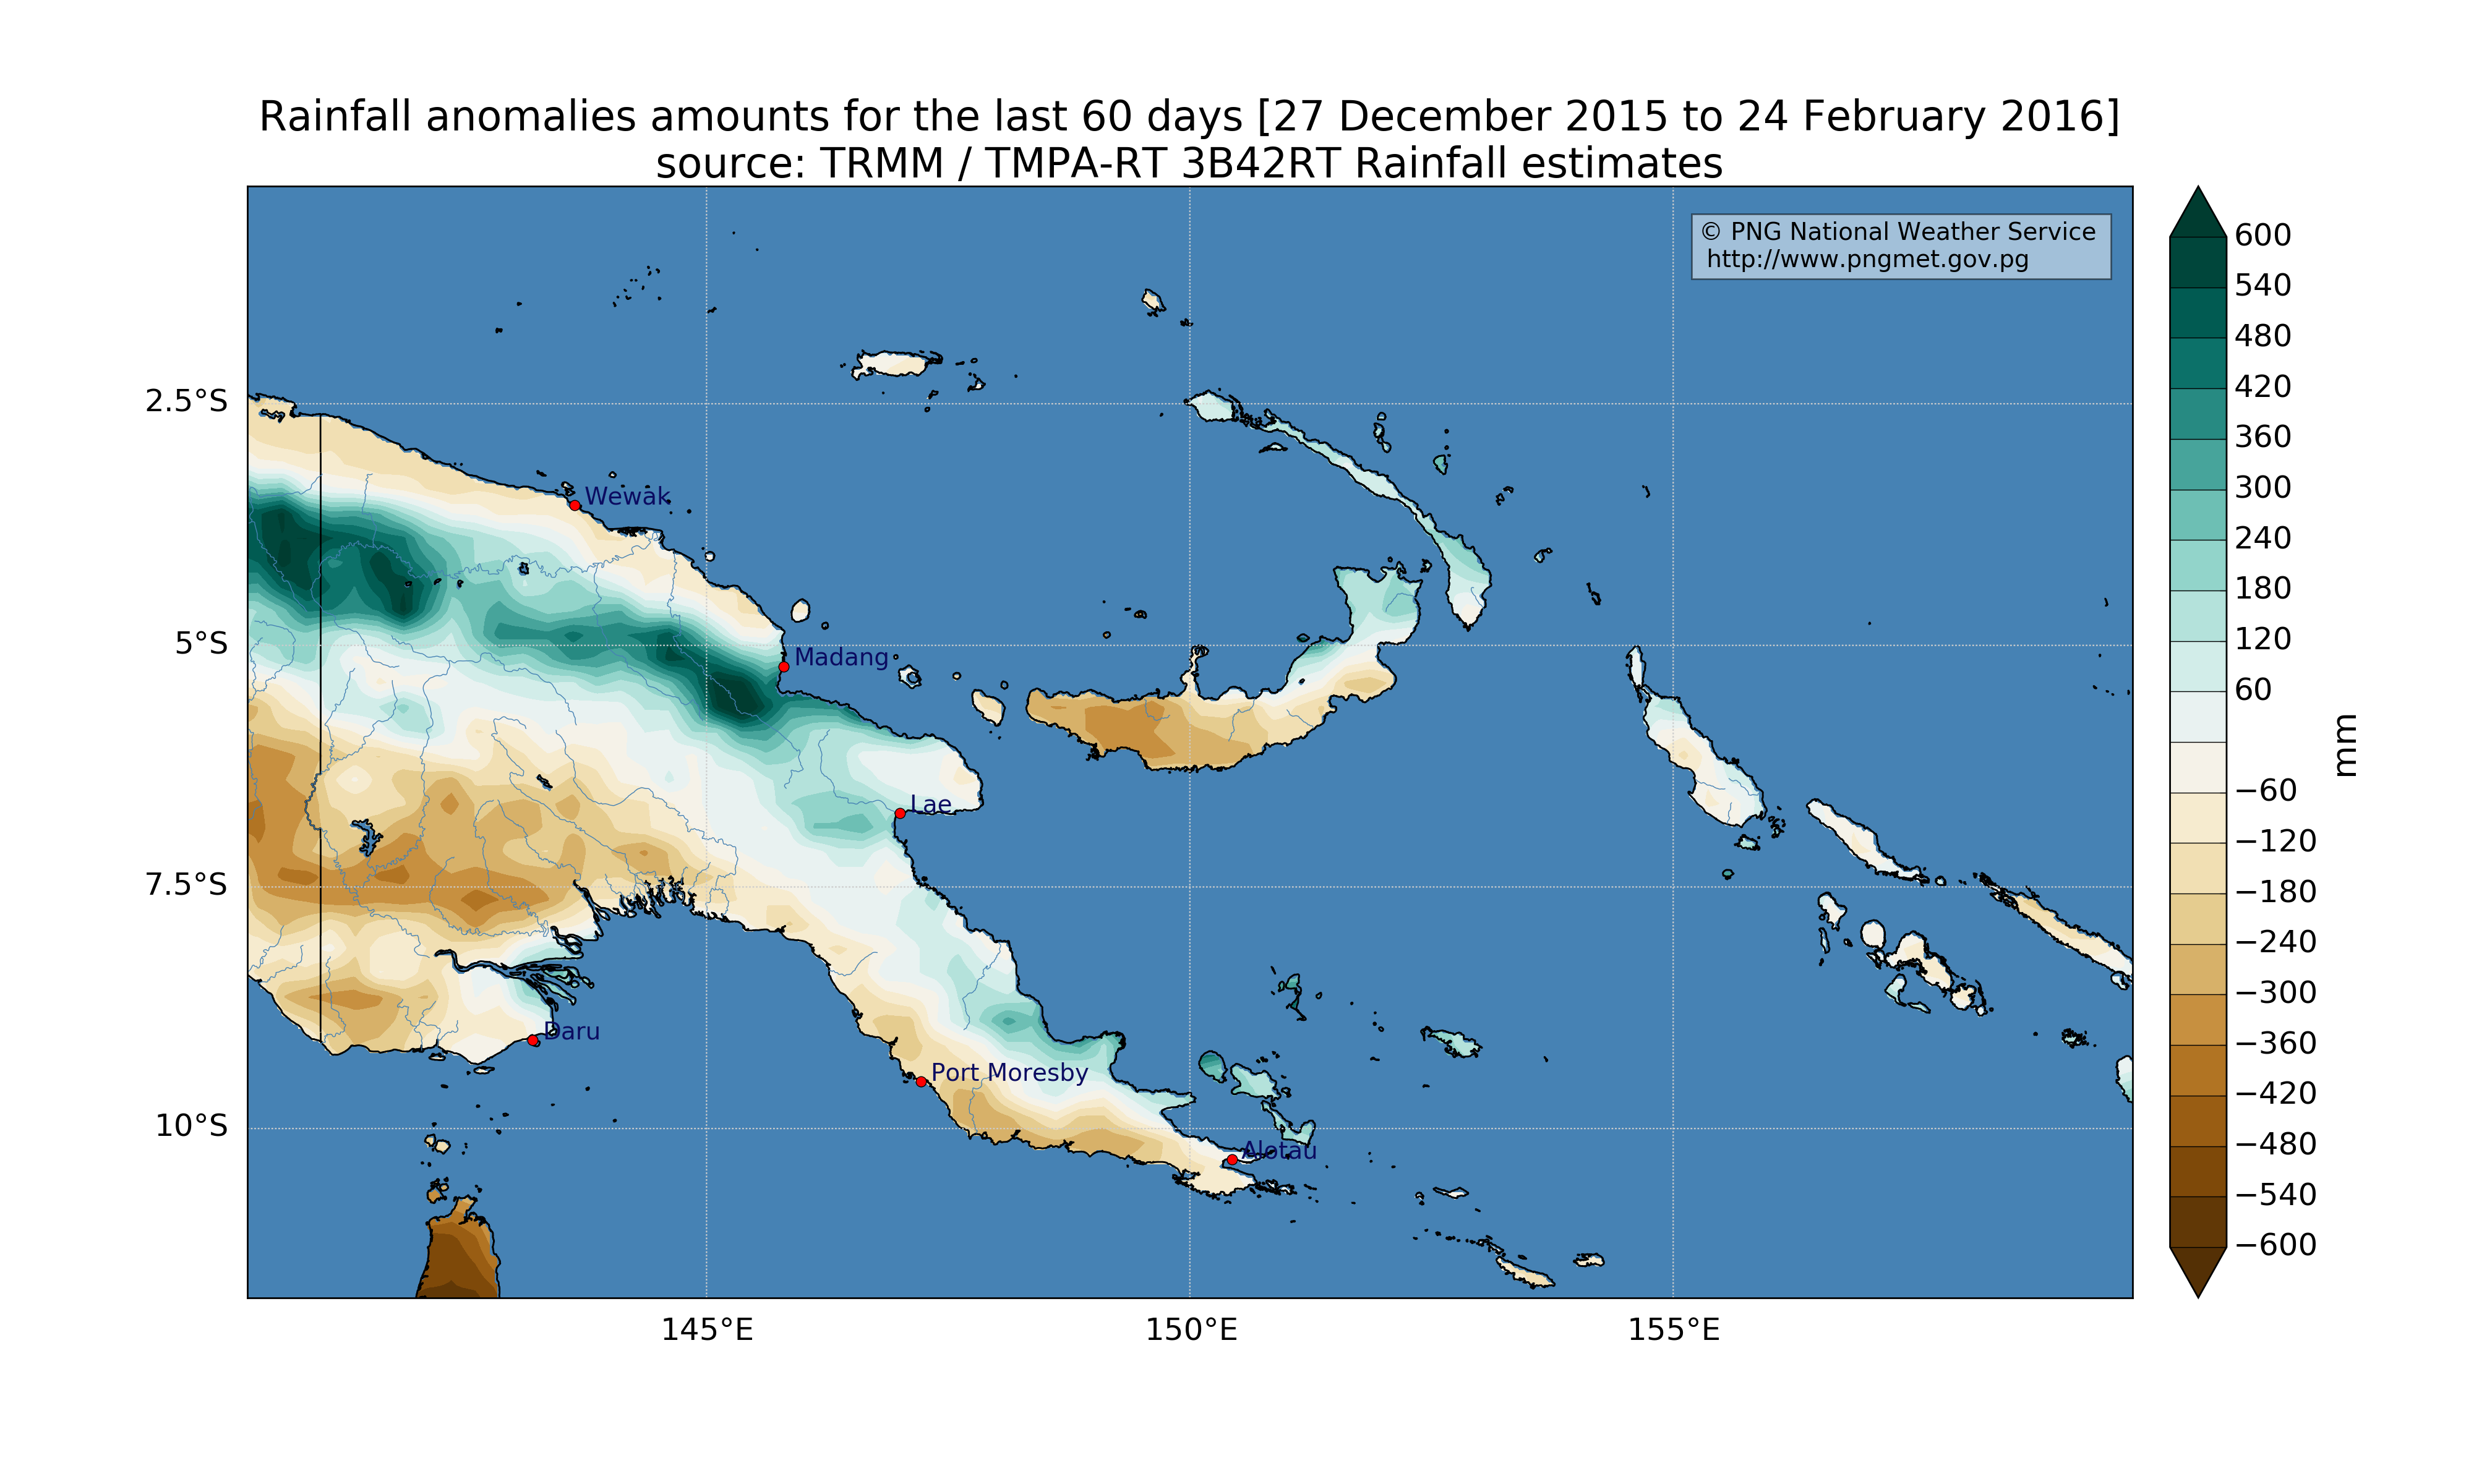 Rainfall anomalies amounts for the last 60 days [27 December 2015 to 24 February 2016]
source: TRMM / TMPA-RT 3B42RT Rainfall estimates
© PNG National Weather Service
http://www.pngmet.gov.pg
2.5°S
5°S
7.5°S
10°S
Wewak
Madang
Lae
Daru
Port Moresby
Alotau
145°E
150°E
155°E
600
540
480
420
360
300
240
180
120
60
−60
−120
−180
−240
−300
−360
−420
−480
−540
−600
mm